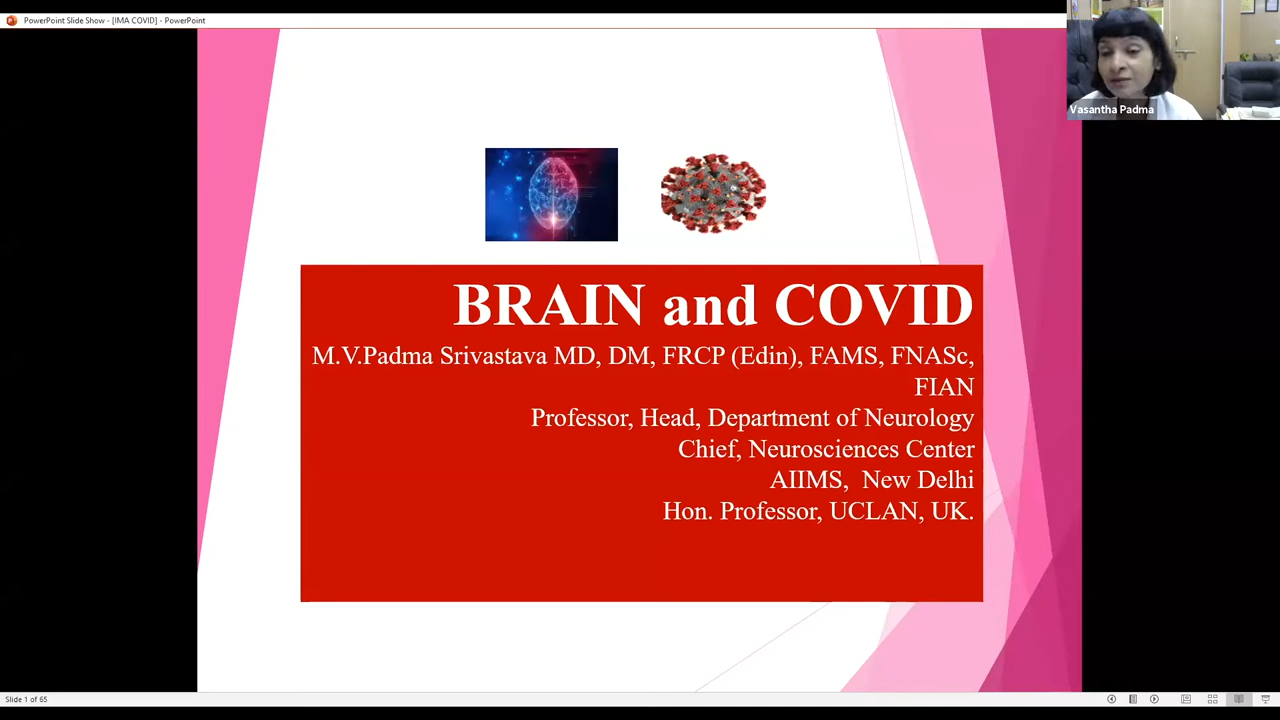 PowerPoint Slide Show - [IMA COVID] - PowerPoint
Vasantha Padma
BRAIN and COVID
M.V.Padma Srivastava MD, DM, FRCP (Edin), FAMS, FNASc,
FIAN
Professor, Head, Department of Neurology
Chief, Neurosciences Center
AIIMS,  New Delhi
Hon. Professor, UCLAN, UK.
Slide 1 of 65